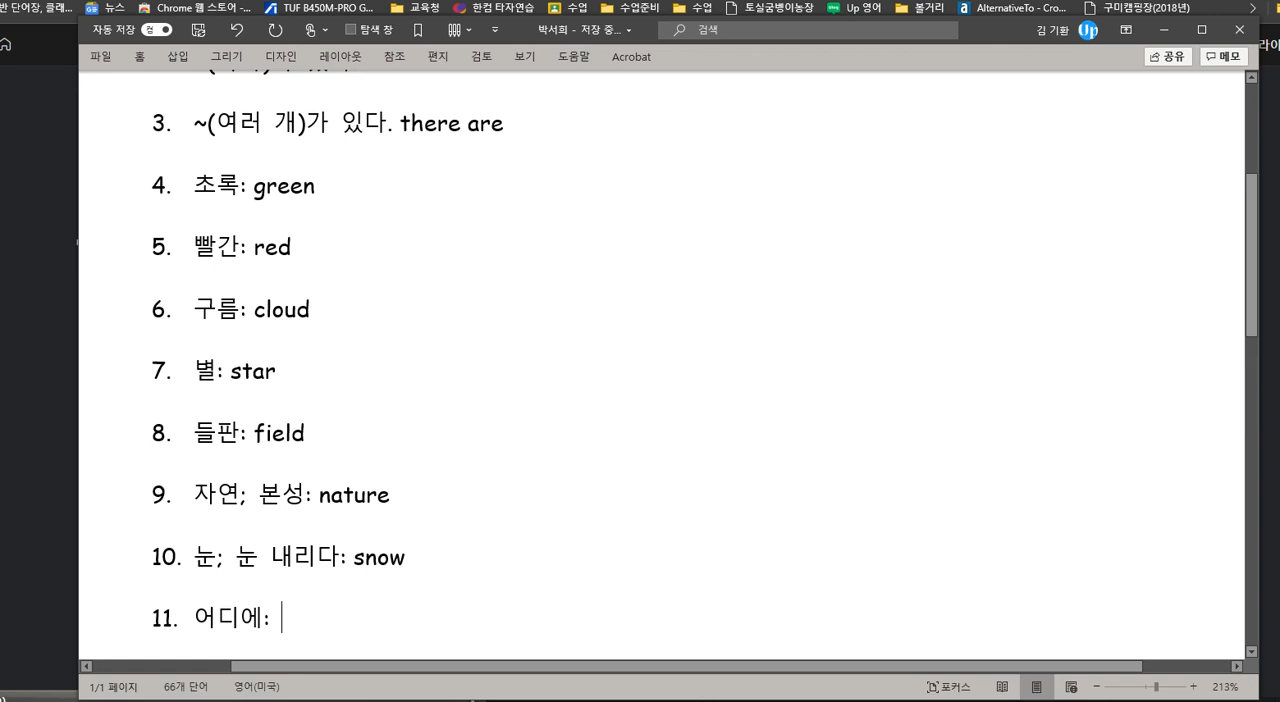 반 단어장, 클래... 뉴스 Chrome 웹 스토어 -... TUF B450M-PRO G... 교육청 한컴 타자연습 수업 수업준비 수업 토실굼벵이농장 Up 영어 볼거리 AlternativeTo - Cro... 구미캠핑장(2018년)
자동 저장 탐색 창 박서희 - 저장 중... 검색 김 기환 Up
파일 홈 삽입 그리기 디자인 레이아웃 참조 편지 검토 보기 도움말 Acrobat 공유 메모
3. ~(여러 개)가 있다. there are
4. 초록: green
5. 빨간: red
6. 구름: cloud
7. 별: star
8. 들판: field
9. 자연; 본성: nature
10. 눈; 눈 내리다: snow
11. 어디에:
1/1 페이지 66개 단어 영어(미국) 포커스 213%